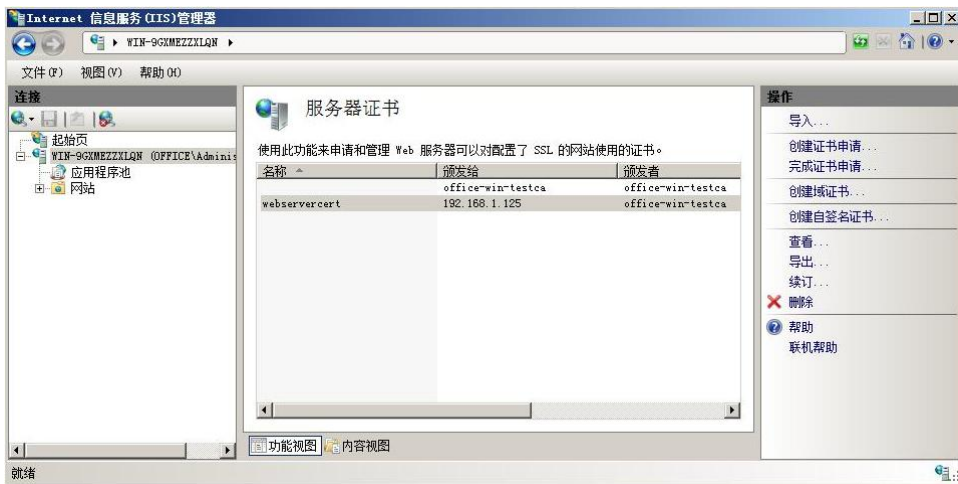 Internet 信息服务(IIS)管理器
WIN-9GXMEZZXLQN
文件(F) 视图(V) 帮助(H)
连接
起始页
WIN-9GXMEZZXLQN (OFFICE\Adminis
应用程序池
网站
服务器证书
使用此功能来申请和管理 Web 服务器可以对配置了 SSL 的网站使用的证书。
名称 颁发给 颁发者
office-win-testca office-win-testca
webservercert 192.168.1.125 office-win-testca
功能视图 内容视图
操作
导入...
创建证书申请...
完成证书申请...
创建域证书...
创建自签名证书...
查看...
导出...
续订...
删除
帮助
联机帮助
就绪